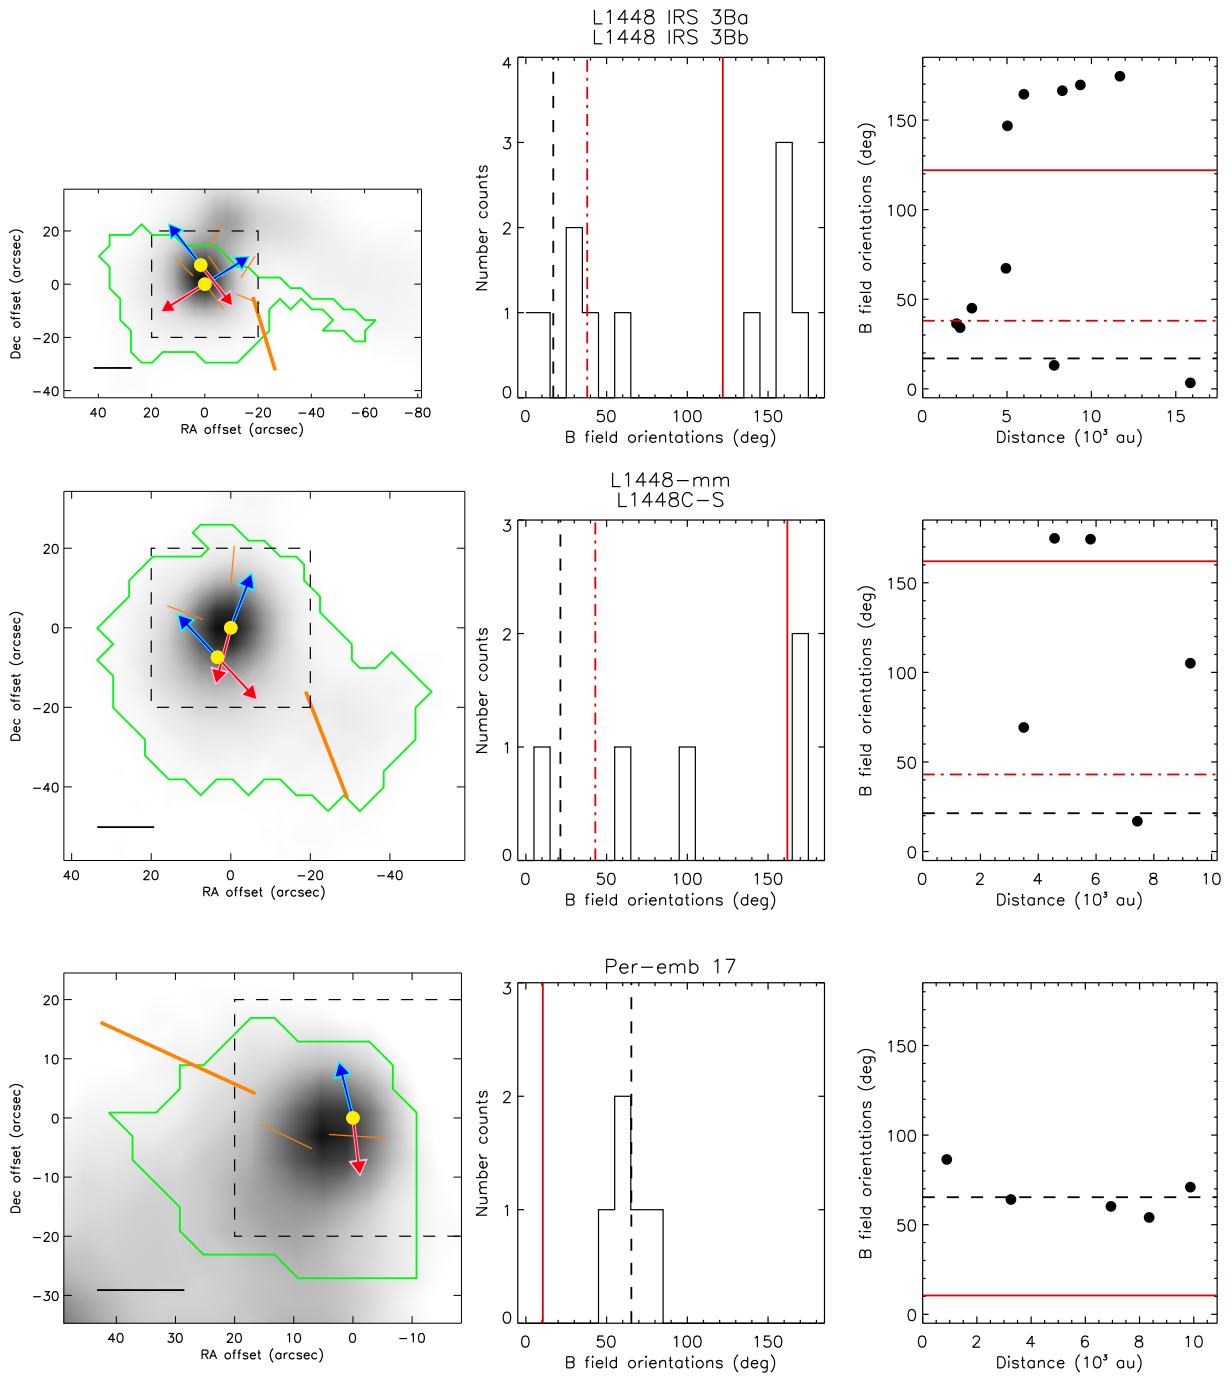 L1448 IRS 3Ba
L1448 IRS 3Bb
20
0
−20
−40
Dec offset (arcsec)
40 20 0 −20 −40 −60 −80
RA offset (arcsec)
4
3
2
1
0
Number counts
0 50 100 150
B field orientations (deg)
150
100
50
0
B field orientations (deg)
0 5 10 15
Distance (10³ au)
L1448−mm
L1448C−S
20
0
−20
−40
Dec offset (arcsec)
40 20 0 −20 −40
RA offset (arcsec)
3
2
1
0
Number counts
0 50 100 150
B field orientations (deg)
150
100
50
0
B field orientations (deg)
0 2 4 6 8 10
Distance (10³ au)
Per−emb 17
20
10
0
−10
−20
−30
Dec offset (arcsec)
40 30 20 10 0 −10
RA offset (arcsec)
3
2
1
0
Number counts
0 50 100 150
B field orientations (deg)
150
100
50
0
B field orientations (deg)
0 2 4 6 8 10
Distance (10³ au)